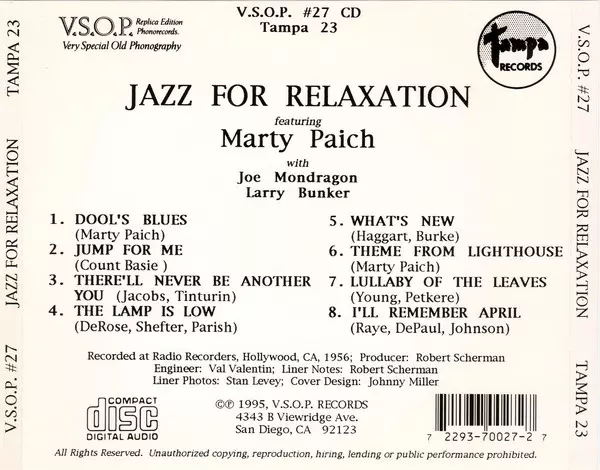 V.S.O.P. Replica Edition
Phonorecords.
Very Special Old Phonography
V.S.O.P. #27 CD
Tampa 23
Tampa
RECORDS
JAZZ FOR RELAXATION
featuring
Marty Paich
with
Joe Mondragon
Larry Bunker
1. DOOL'S BLUES
(Marty Paich)
2. JUMP FOR ME
(Count Basie )
3. THERE'LL NEVER BE ANOTHER
YOU (Jacobs, Tinturin)
4. THE LAMP IS LOW
(DeRose, Shefter, Parish)
5. WHAT'S NEW
(Haggart, Burke)
6. THEME FROM LIGHTHOUSE
(Marty Paich)
7. LULLABY OF THE LEAVES
(Young, Petkere)
8. I'LL REMEMBER APRIL
(Raye, DePaul, Johnson)
Recorded at Radio Recorders, Hollywood, CA, 1956; Producer: Robert Scherman
Engineer: Val Valentin; Liner Notes: Robert Scherman
Liner Photos: Stan Levey; Cover Design: Johnny Miller
COMPACT
disc
DIGITAL AUDIO
©℗ 1995, V.S.O.P. RECORDS
4343 B Viewridge Ave.
San Diego, CA 92123
7 2293-70027-2 7
All Rights Reserved. Unauthorized copying, reproduction, hiring, lending or public performance prohibited.
V.S.O.P. #27 JAZZ FOR RELAXATION TAMPA 23
V.S.O.P. #27 JAZZ FOR RELAXATION TAMPA 23